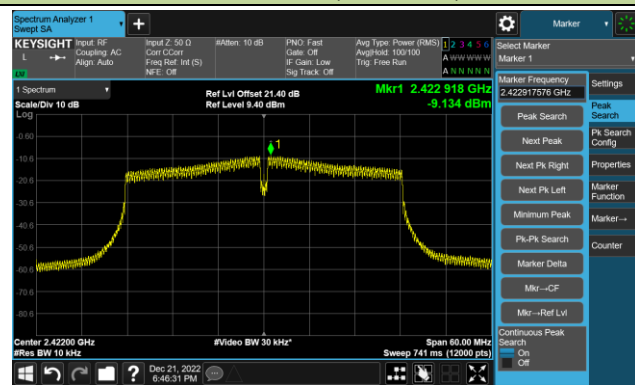 Spectrum Analyzer 1
Swept SA
+
Marker
KEYSIGHT
L
LXI
Input: RF
Coupling: AC
Align: Auto
Input Z: 50 Ω
Corr CCorr
Freq Ref: Int (S)
NFE: Off
#Atten: 10 dB
PNO: Fast
Gate: Off
IF Gain: Low
Sig Track: Off
Avg Type: Power (RMS)
Avg|Hold: 100/100
Trig: Free Run
1 2 3 4 5 6
A W W W W W
A N N N N N
Select Marker
Marker 1
1 Spectrum
Scale/Div 10 dB
Log
Ref Lvl Offset 21.40 dB
Ref Level 9.40 dBm
Mkr1 2.422 918 GHz
-9.134 dBm
1
-0.60
-10.6
-20.6
-30.6
-40.6
-50.6
-60.6
-70.6
-80.6
Center 2.42200 GHz
#Res BW 10 kHz
#Video BW 30 kHz*
Span 60.00 MHz
Sweep 741 ms (12000 pts)
Marker Frequency
2.422917576 GHz
Peak Search
Next Peak
Next Pk Right
Next Pk Left
Minimum Peak
Pk-Pk Search
Marker Delta
Mkr→CF
Mkr→Ref Lvl
Continuous Peak
Search
On
Off
Settings
Peak
Search
Pk Search
Config
Properties
Marker
Function
Marker→
Counter
?
Dec 21, 2022
6:46:31 PM